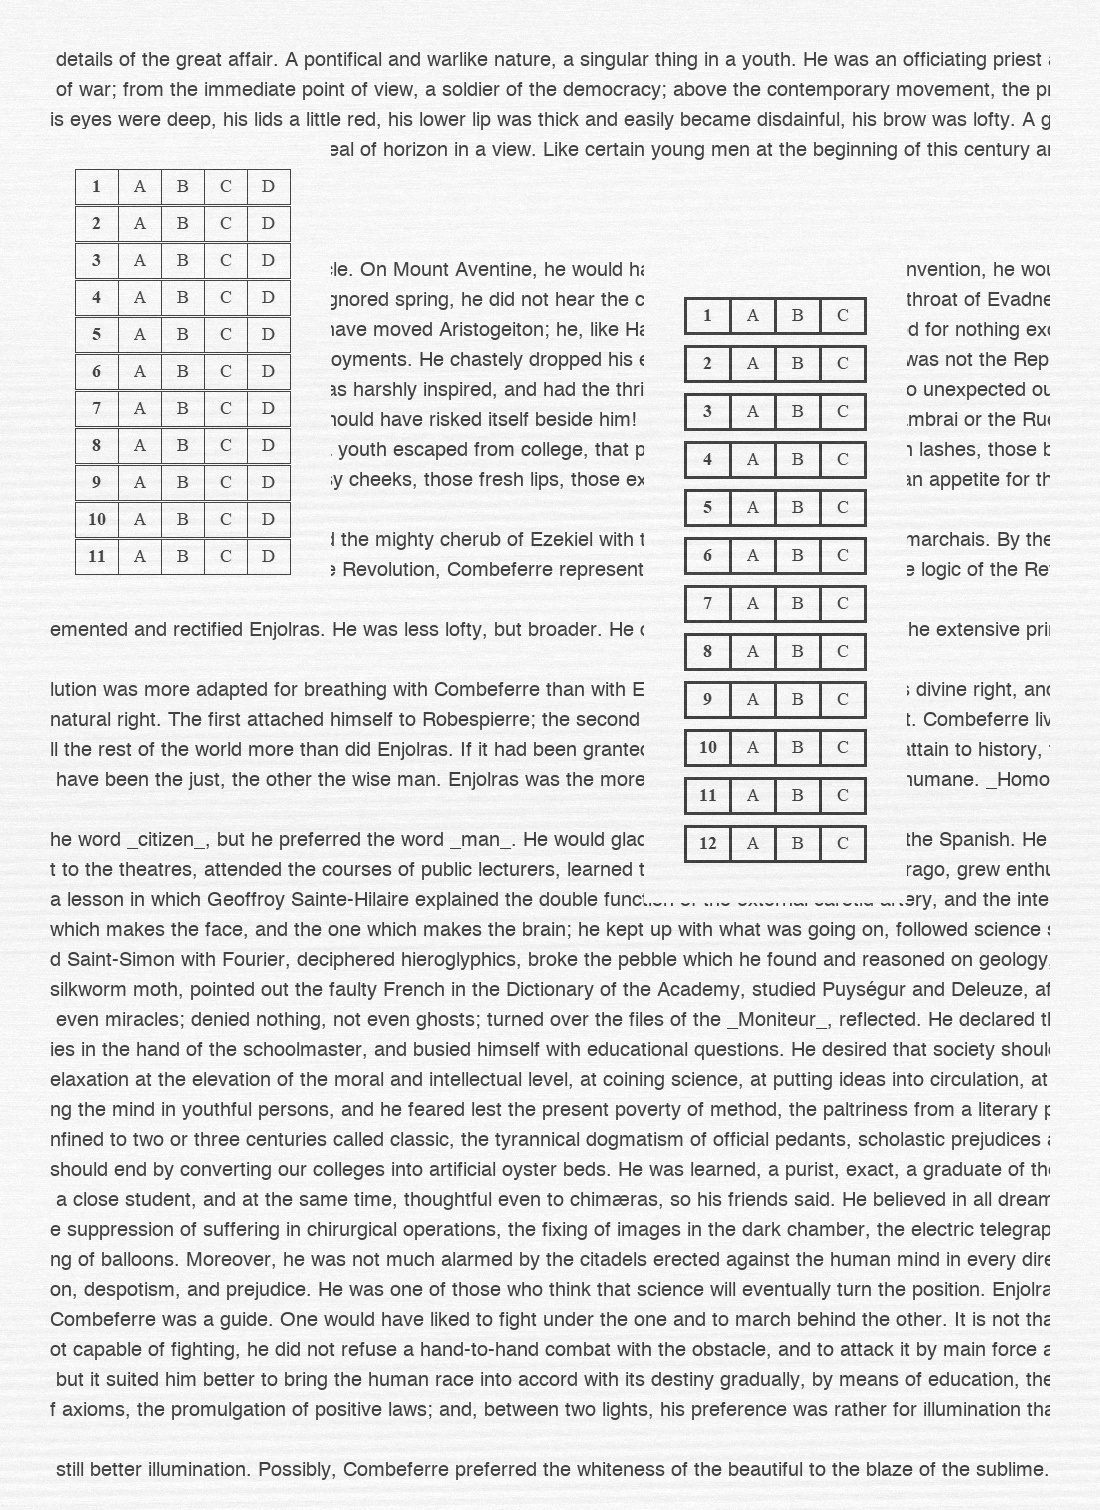 details of the great affair. A pontifical and warlike nature, a singular thing in a youth. He was an officiating priest
of war; from the immediate point of view, a soldier of the democracy; above the contemporary movement, the pr
is eyes were deep, his lids a little red, his lower lip was thick and easily became disdainful, his brow was lofty. A g
eal of horizon in a view. Like certain young men at the beginning of this century ar
1 A B C D
2 A B C D
3 A B C D
4 A B C D
5 A B C D
6 A B C D
7 A B C D
8 A B C D
9 A B C D
10 A B C D
11 A B C D
cle. On Mount Aventine, he would ha
gnored spring, he did not hear the c
have moved Aristogeiton; he, like Ha
oyments. He chastely dropped his e
as harshly inspired, and had the thri
hould have risked itself beside him!
youth escaped from college, that p
sy cheeks, those fresh lips, those ex
d the mighty cherub of Ezekiel with t
e Revolution, Combeferre represent
1 A B C
2 A B C
3 A B C
4 A B C
5 A B C
6 A B C
7 A B C
8 A B C
9 A B C
10 A B C
11 A B C
12 A B C
nvention, he wou
throat of Evadne
d for nothing exc
was not the Rep
o unexpected ou
mbrai or the Rue
n lashes, those b
an appetite for th
marchais. By the
e logic of the Re
emented and rectified Enjolras. He was less lofty, but broader. He
he extensive prin
lution was more adapted for breathing with Combeferre than with E
s divine right, and
natural right. The first attached himself to Robespierre; the second
t. Combeferre liv
ll the rest of the world more than did Enjolras. If it had been granted
attain to history,
have been the just, the other the wise man. Enjolras was the more
humane. _Homo
he word _citizen_, but he preferred the word _man_. He would glad
the Spanish. He
t to the theatres, attended the courses of public lecturers, learned t
rago, grew enthu
a lesson in which Geoffroy Sainte-Hilaire explained the double function of the external carotid artery, and the inte
which makes the face, and the one which makes the brain; he kept up with what was going on, followed science s
d Saint-Simon with Fourier, deciphered hieroglyphics, broke the pebble which he found and reasoned on geology,
silkworm moth, pointed out the faulty French in the Dictionary of the Academy, studied Puységur and Deleuze, af
even miracles; denied nothing, not even ghosts; turned over the files of the _Moniteur_, reflected. He declared th
ies in the hand of the schoolmaster, and busied himself with educational questions. He desired that society shoul
elaxation at the elevation of the moral and intellectual level, at coining science, at putting ideas into circulation, at
ng the mind in youthful persons, and he feared lest the present poverty of method, the paltriness from a literary p
nfined to two or three centuries called classic, the tyrannical dogmatism of official pedants, scholastic prejudices a
should end by converting our colleges into artificial oyster beds. He was learned, a purist, exact, a graduate of the
a close student, and at the same time, thoughtful even to chimæras, so his friends said. He believed in all dream
e suppression of suffering in chirurgical operations, the fixing of images in the dark chamber, the electric telegrap
ng of balloons. Moreover, he was not much alarmed by the citadels erected against the human mind in every dire
on, despotism, and prejudice. He was one of those who think that science will eventually turn the position. Enjolra
Combeferre was a guide. One would have liked to fight under the one and to march behind the other. It is not tha
ot capable of fighting, he did not refuse a hand-to-hand combat with the obstacle, and to attack it by main force a
but it suited him better to bring the human race into accord with its destiny gradually, by means of education, the
f axioms, the promulgation of positive laws; and, between two lights, his preference was rather for illumination tha
still better illumination. Possibly, Combeferre preferred the whiteness of the beautiful to the blaze of the sublime.